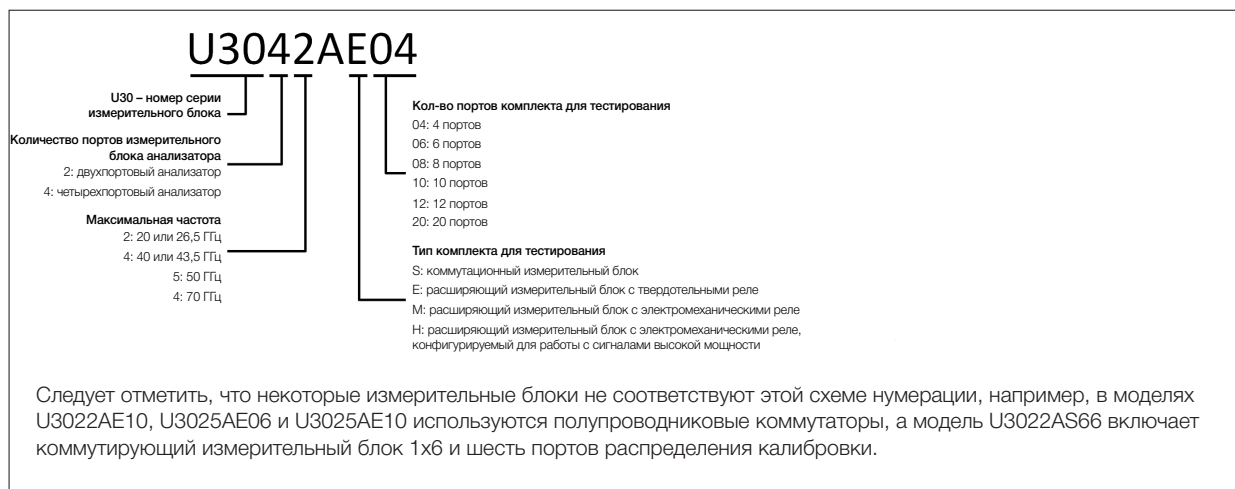 U3042AE04
U30 – номер серии
измерительного блока
Количество портов измерительного
блока анализатора
2: двухпортовый анализатор
4: четырехпортовый анализатор
Максимальная частота
2: 20 или 26,5 ГГц
4: 40 или 43,5 ГГц
5: 50 ГГц
4: 70 ГГц
Кол-во портов комплекта для тестирования
04: 4 портов
06: 6 портов
08: 8 портов
10: 10 портов
12: 12 портов
20: 20 портов
Тип комплекта для тестирования
S: коммутационный измерительный блок
E: расширяющий измерительный блок с твердотельными реле
M: расширяющий измерительный блок с электромеханическими реле
H: расширяющий измерительный блок с электромеханическими реле,
конфигурируемый для работы с сигналами высокой мощности
Следует отметить, что некоторые измерительные блоки не соответствуют этой схеме нумерации, например, в моделях
U3022AE10, U3025AE06 и U3025AE10 используются полупроводниковые коммутаторы, а модель U3022AS66 включает
коммутирующий измерительный блок 1x6 и шесть портов распределения калибровки.